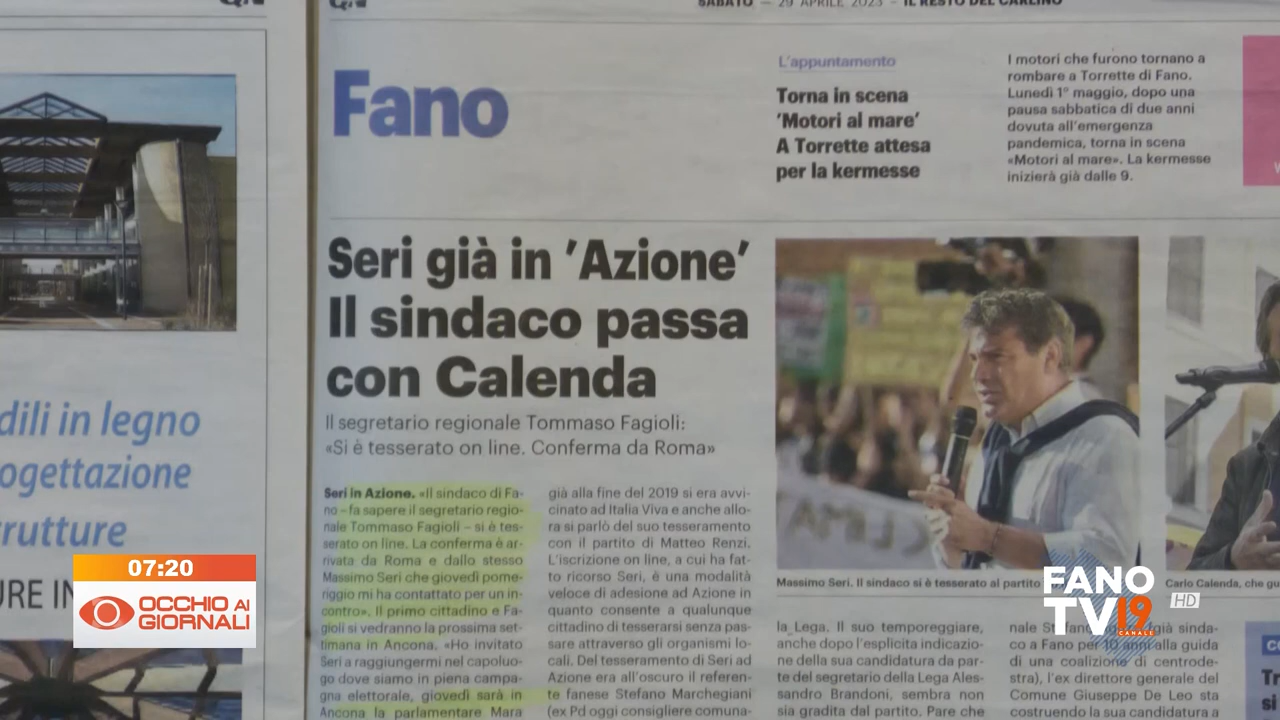 SABATO — 29 APRILE 2023 – IL RESTO DEL CARLINO
Fano
L'appuntamento
Torna in scena
'Motori al mare'
A Torrette attesa
per la kermesse
I motori che furono tornano a
rombare a Torrette di Fano.
Lunedì 1° maggio, dopo una
pausa sabbatica di due anni
dovuta all'emergenza
pandemica, torna in scena
«Motori al mare». La kermesse
inizierà già dalle 9.
Seri già in 'Azione'
Il sindaco passa
con Calenda
Il segretario regionale Tommaso Fagioli:
«Si è tesserato on line. Conferma da Roma»
Seri in Azione. «Il sindaco di Fa-
no – fa sapere il segretario regio-
nale Tommaso Fagioli – si è tes-
serato on line. La conferma è ar-
rivata da Roma e dallo stesso
Massimo Seri che giovedì pome-
riggio mi ha contattato per un in-
contro». Il primo cittadino e Fa-
gioli si vedranno la prossima set-
timana in Ancona. «Ho invitato
Seri a raggiungermi nel capoluo-
go dove siamo in piena campa-
gna elettorale, giovedì sarà in
Ancona la parlamentare Mara
già alla fine del 2019 si era avvi-
cinato ad Italia Viva e anche allo-
ra si parlò del suo tesseramento
con il partito di Matteo Renzi.
L'iscrizione on line, a cui ha fat-
to ricorso Seri, è una modalità
veloce di adesione ad Azione in
quanto consente a qualunque
cittadino di tesserarsi senza pas-
sare attraverso gli organismi lo-
cali. Del tesseramento di Seri ad
Azione era all'oscuro il referen-
te fanese Stefano Marchegiani
(ex Pd oggi consigliere comuna-
Massimo Seri. Il sindaco si è tesserato al partito
Carlo Calenda, che gu
la Lega. Il suo temporeggiare,
anche dopo l'esplicita indicazio-
ne della sua candidatura da par-
te del segretario della Lega Ales-
sandro Brandoni, sembra non
sia gradita dal partito. Pare che
nale Stefano già sinda-
co a Fano per 10 anni alla guida
di una coalizione di centrode-
stra), l'ex direttore generale del
Comune Giuseppe De Leo sta
costruendo la sua candidatura a
Tr
si
dili in legno
ogettazione
rutture
URE IN
07:20
OCCHIO AI
GIORNALI
FANO
TV19
CANALE
HD